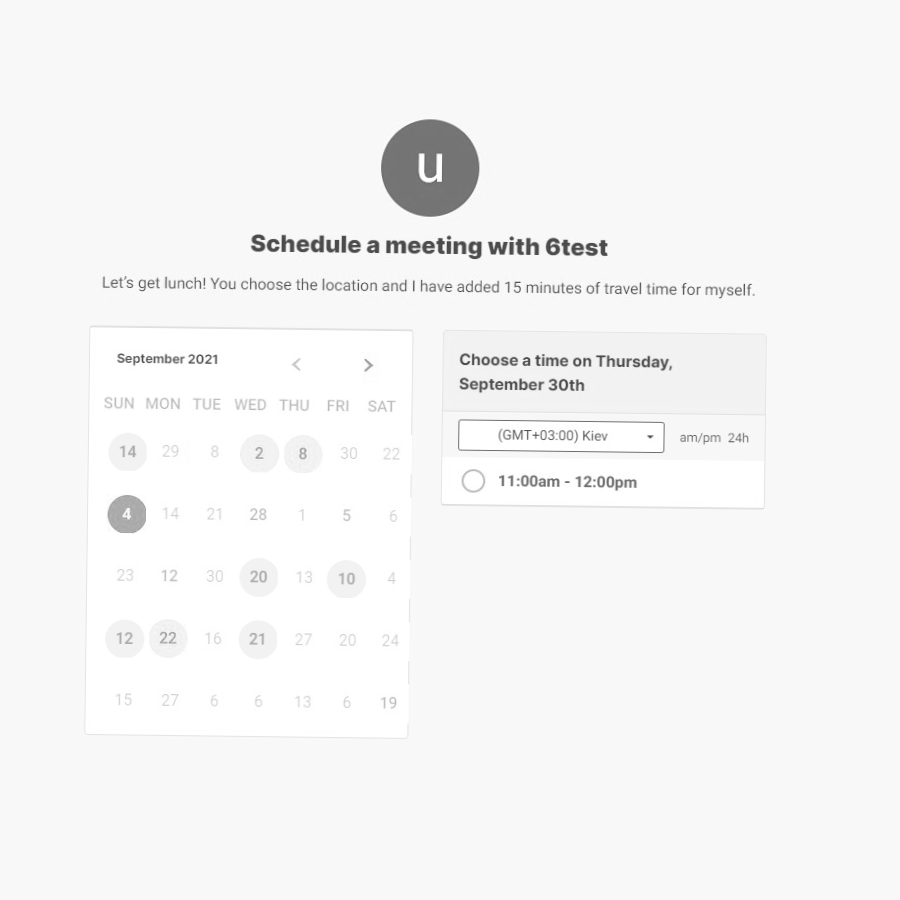 u
Schedule a meeting with 6test
Let's get lunch! You choose the location and I have added 15 minutes of travel time for myself.
September 2021
SUN MON TUE WED THU FRI SAT
14 29 8 2 8 30 22
4 14 21 28 1 5 6
23 12 30 20 13 10 4
12 22 16 21 27 20 24
15 27 6 6 13 6 19
Choose a time on Thursday,
September 30th
(GMT+03:00) Kiev am/pm 24h
11:00am - 12:00pm